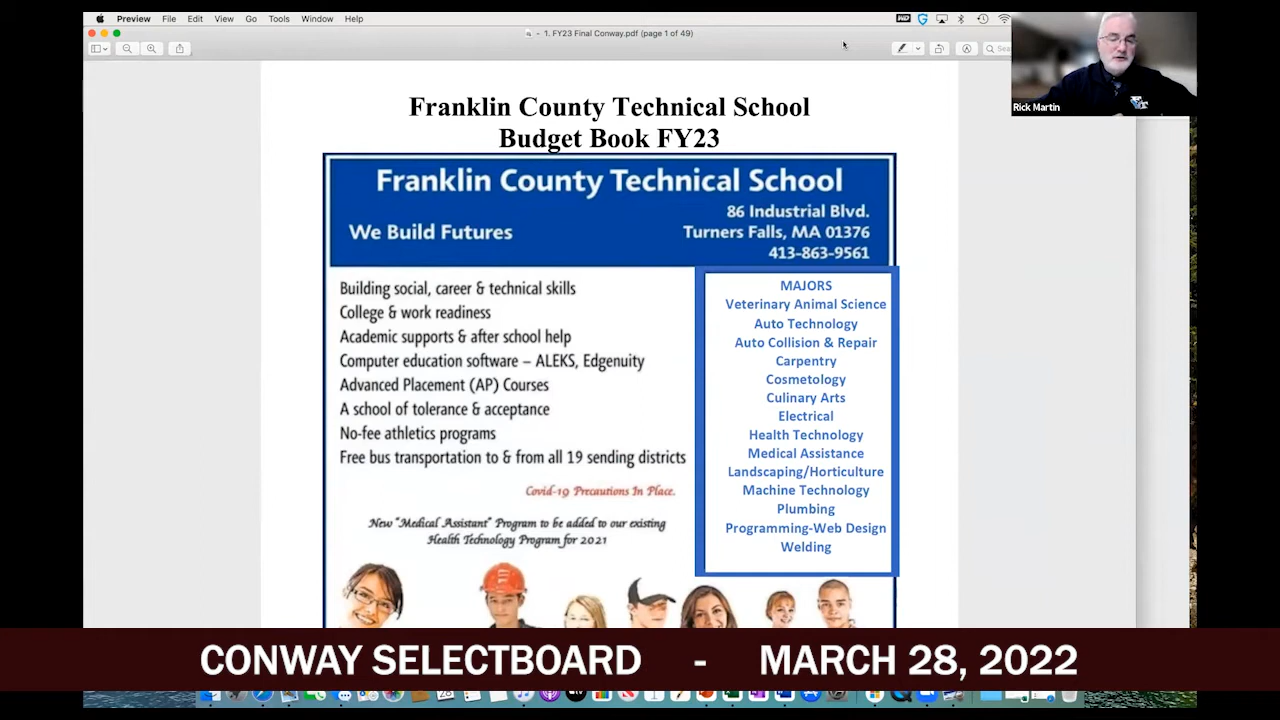 Preview File Edit View Go Tools Window Help
1. FY23 Final Conway.pdf (page 1 of 49)
Rick Martin
Franklin County Technical School
Budget Book FY23
Franklin County Technical School
86 Industrial Blvd.
We Build Futures
Turners Falls, MA 01376
413-863-9561
Building social, career & technical skills
College & work readiness
Academic supports & after school help
Computer education software – ALEKS, Edgenuity
Advanced Placement (AP) Courses
A school of tolerance & acceptance
No-fee athletics programs
Free bus transportation to & from all 19 sending districts
Covid-19 Precautions In Place.
New "Medical Assistant" Program to be added to our existing
Health Technology Program for 2021
MAJORS
Veterinary Animal Science
Auto Technology
Auto Collision & Repair
Carpentry
Cosmetology
Culinary Arts
Electrical
Health Technology
Medical Assistance
Landscaping/Horticulture
Machine Technology
Plumbing
Programming-Web Design
Welding
CONWAY SELECTBOARD - MARCH 28, 2022